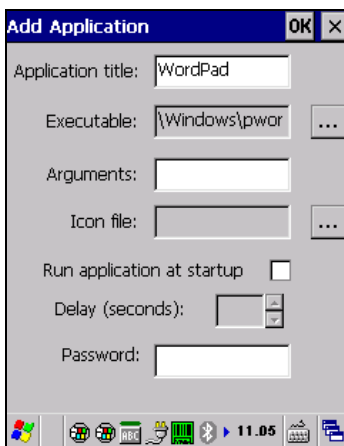 Add Application OK ×
Application title: WordPad
Executable: \Windows\pwor ...
Arguments:
Icon file: ...
Run application at startup
Delay (seconds):
Password:
ABC 11.05